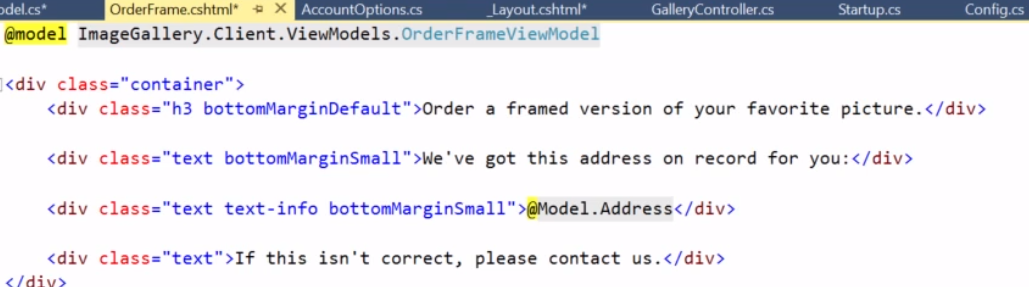 odel.cs* OrderFrame.cshtml* AccountOptions.cs _Layout.cshtml* GalleryController.cs Startup.cs Config.cs
@model ImageGallery.Client.ViewModels.OrderFrameViewModel
<div class="container">
<div class="h3 bottomMarginDefault">Order a framed version of your favorite picture.</div>
<div class="text bottomMarginSmall">We've got this address on record for you:</div>
<div class="text text-info bottomMarginSmall">@Model.Address</div>
<div class="text">If this isn't correct, please contact us.</div>
</div>